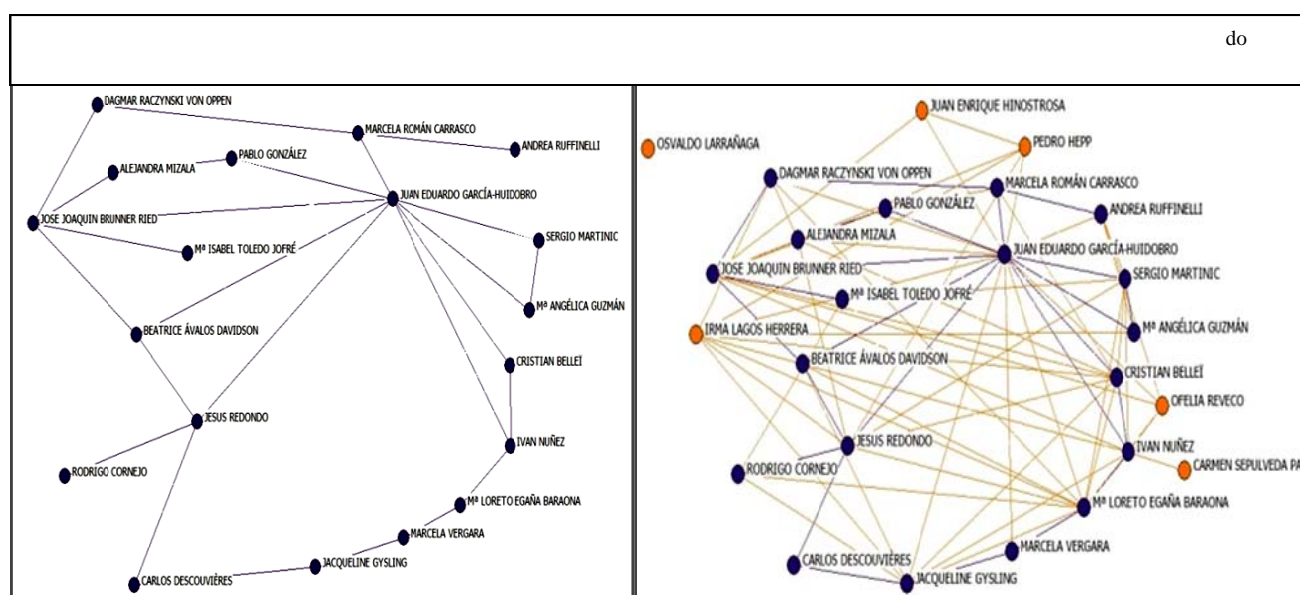 do
DAGMAR RACZYNSKI VON OPPEN
MARCELA ROMÁN CARRASCO
ANDREA RUFFINELLI
PABLO GONZÁLEZ
ALEJANDRA MIZALA
JUAN EDUARDO GARCÍA-HUIDOBRO
JOSE JOAQUIN BRUNNER RIED
SERGIO MARTINIC
Mª ISABEL TOLEDO JOFRÉ
Mª ANGÉLICA GUZMÁN
BEATRICE ÁVALOS DAVIDSON
CRISTIAN BELLEÏ
JESUS REDONDO
IVAN NUÑEZ
RODRIGO CORNEJO
Mª LORETO EGAÑA BARAONA
MARCELA VERGARA
JACQUELINE GYSLING
CARLOS DESCOUVIÈRES
JUAN ENRIQUE HINOSTROSA
PEDRO HEPP
OSVALDO LARRAÑAGA
DAGMAR RACZYNSKI VON OPPEN
MARCELA ROMÁN CARRASCO
PABLO GONZÁLEZ
ANDREA RUFFINELLI
ALEJANDRA MIZALA
JUAN EDUARDO GARCÍA-HUIDOBRO
JOSE JOAQUIN BRUNNER RIED
SERGIO MARTINIC
Mª ISABEL TOLEDO JOFRÉ
Mª ANGÉLICA GUZMÁN
IRMA LAGOS HERRERA
BEATRICE ÁVALOS DAVIDSON
CRISTIAN BELLEÏ
OFELIA REVECO
JESUS REDONDO
IVAN NUÑEZ
RODRIGO CORNEJO
CARMEN SEPULVEDA PA
Mª LORETO EGAÑA BARAONA
MARCELA VERGARA
CARLOS DESCOUVIÈRES
JACQUELINE GYSLING